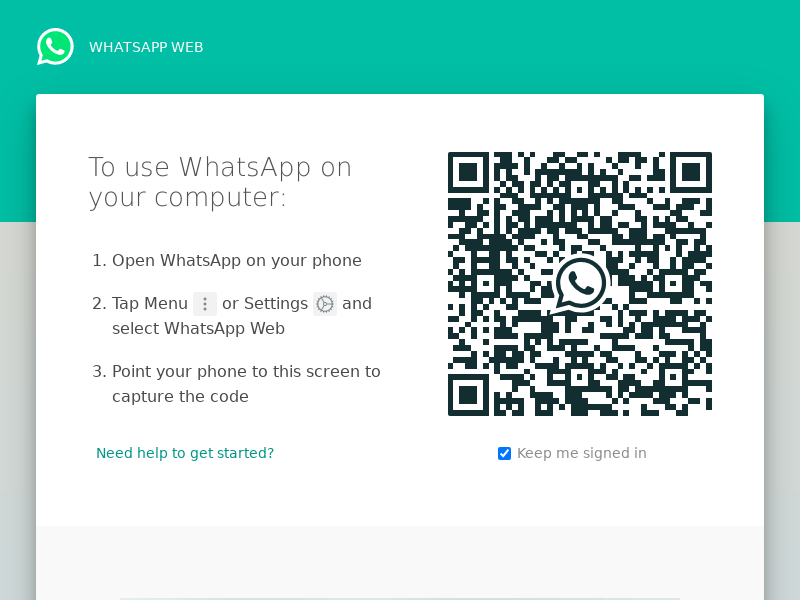 WHATSAPP WEB
To use WhatsApp on
your computer:
1. Open WhatsApp on your phone
2. Tap Menu or Settings and
select WhatsApp Web
3. Point your phone to this screen to
capture the code
Need help to get started?
Keep me signed in